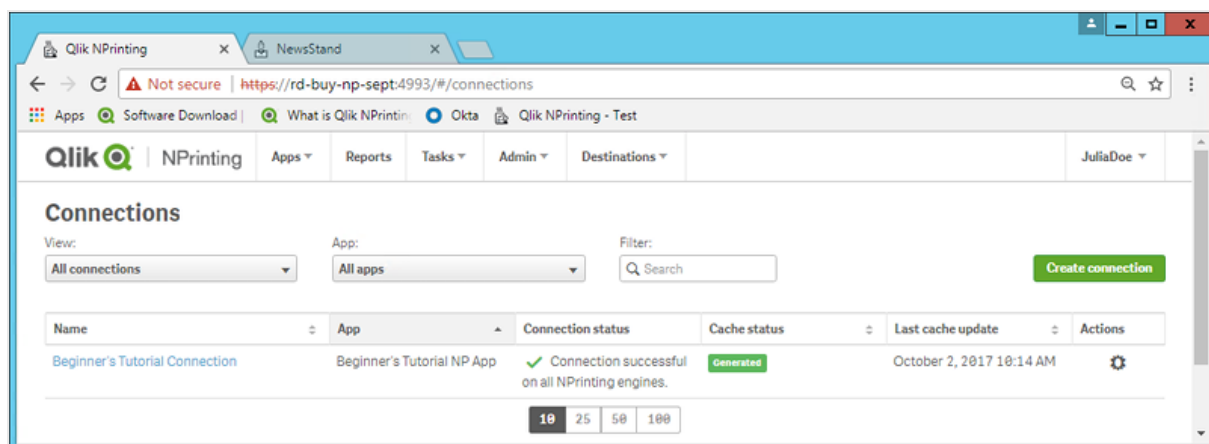 Qlik NPrinting
NewsStand
Not secure | https://rd-buy-np-sept:4993/#/connections
Apps Software Download | What is Qlik NPrintin Okta Qlik NPrinting - Test
Qlik NPrinting Apps Reports Tasks Admin Destinations JuliaDoe
Connections
View: App: Filter:
All connections All apps Search Create connection
Name App Connection status Cache status Last cache update Actions
Beginner's Tutorial Connection Beginner's Tutorial NP App Connection successful Generated October 2, 2017 10:14 AM
on all NPrinting engines.
10 25 50 100